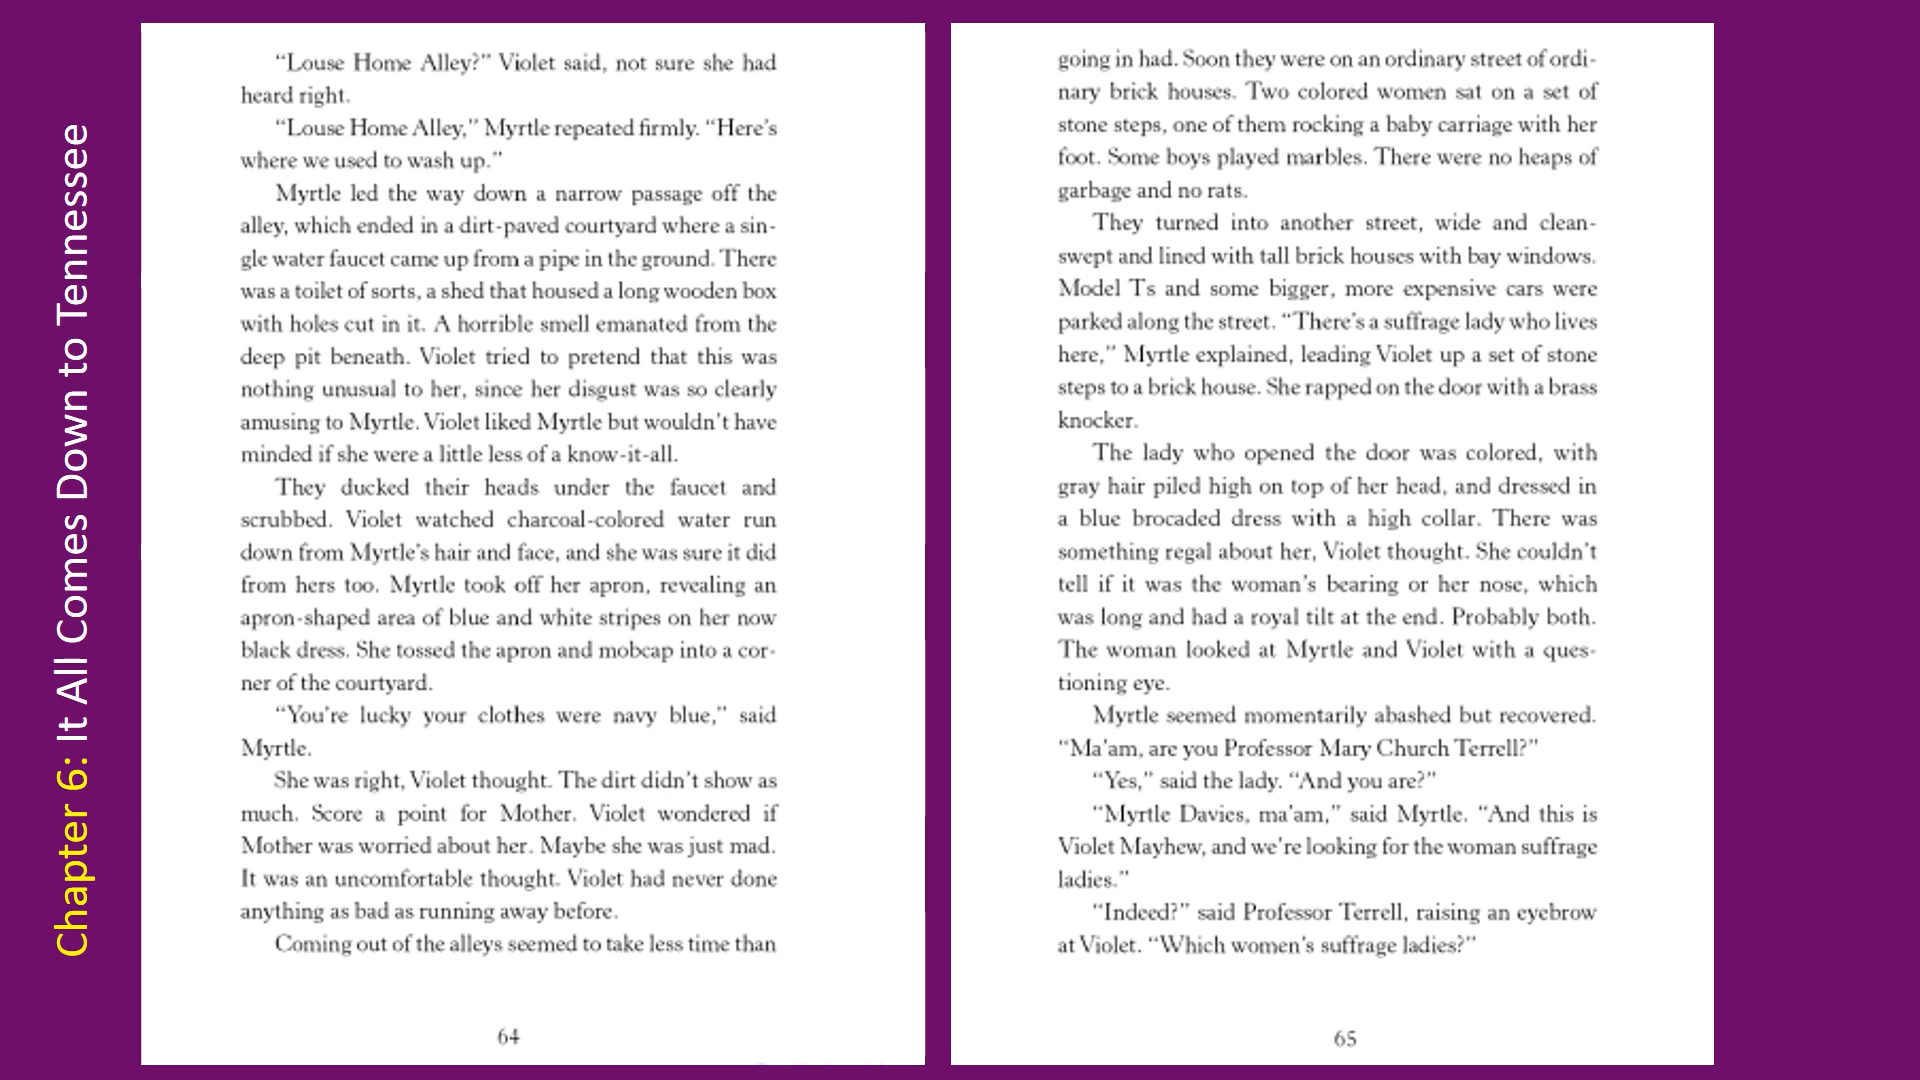 Chapter 6: It All Comes Down to Tennessee
“Louse Home Alley?” Violet said, not sure she had
heard right.
“Louse Home Alley,” Myrtle repeated firmly. “Here’s
where we used to wash up.”
Myrtle led the way down a narrow passage off the
alley, which ended in a dirt-paved courtyard where a sin-
gle water faucet came up from a pipe in the ground. There
was a toilet of sorts, a shed that housed a long wooden box
with holes cut in it. A horrible smell emanated from the
deep pit beneath. Violet tried to pretend that this was
nothing unusual to her, since her disgust was so clearly
amusing to Myrtle. Violet liked Myrtle but wouldn’t have
minded if she were a little less of a know-it-all.
They ducked their heads under the faucet and
scrubbed. Violet watched charcoal-colored water run
down from Myrtle’s hair and face, and she was sure it did
from hers too. Myrtle took off her apron, revealing an
apron-shaped area of blue and white stripes on her now
black dress. She tossed the apron and mobcap into a cor-
ner of the courtyard.
“You’re lucky your clothes were navy blue,” said
Myrtle.
She was right, Violet thought. The dirt didn’t show as
much. Score a point for Mother. Violet wondered if
Mother was worried about her. Maybe she was just mad.
It was an uncomfortable thought. Violet had never done
anything as bad as running away before.
Coming out of the alleys seemed to take less time than
64
going in had. Soon they were on an ordinary street of ordi-
nary brick houses. Two colored women sat on a set of
stone steps, one of them rocking a baby carriage with her
foot. Some boys played marbles. There were no heaps of
garbage and no rats.
They turned into another street, wide and clean-
swept and lined with tall brick houses with bay windows.
Model Ts and some bigger, more expensive cars were
parked along the street. “There’s a suffrage lady who lives
here,” Myrtle explained, leading Violet up a set of stone
steps to a brick house. She rapped on the door with a brass
knocker.
The lady who opened the door was colored, with
gray hair piled high on top of her head, and dressed in
a blue brocaded dress with a high collar. There was
something regal about her, Violet thought. She couldn’t
tell if it was the woman’s bearing or her nose, which
was long and had a royal tilt at the end. Probably both.
The woman looked at Myrtle and Violet with a ques-
tioning eye.
Myrtle seemed momentarily abashed but recovered.
“Ma’am, are you Professor Mary Church Terrell?”
“Yes,” said the lady. “And you are?”
“Myrtle Davies, ma’am,” said Myrtle. “And this is
Violet Mayhew, and we’re looking for the woman suffrage
ladies.”
“Indeed?” said Professor Terrell, raising an eyebrow
at Violet. “Which women’s suffrage ladies?”
65